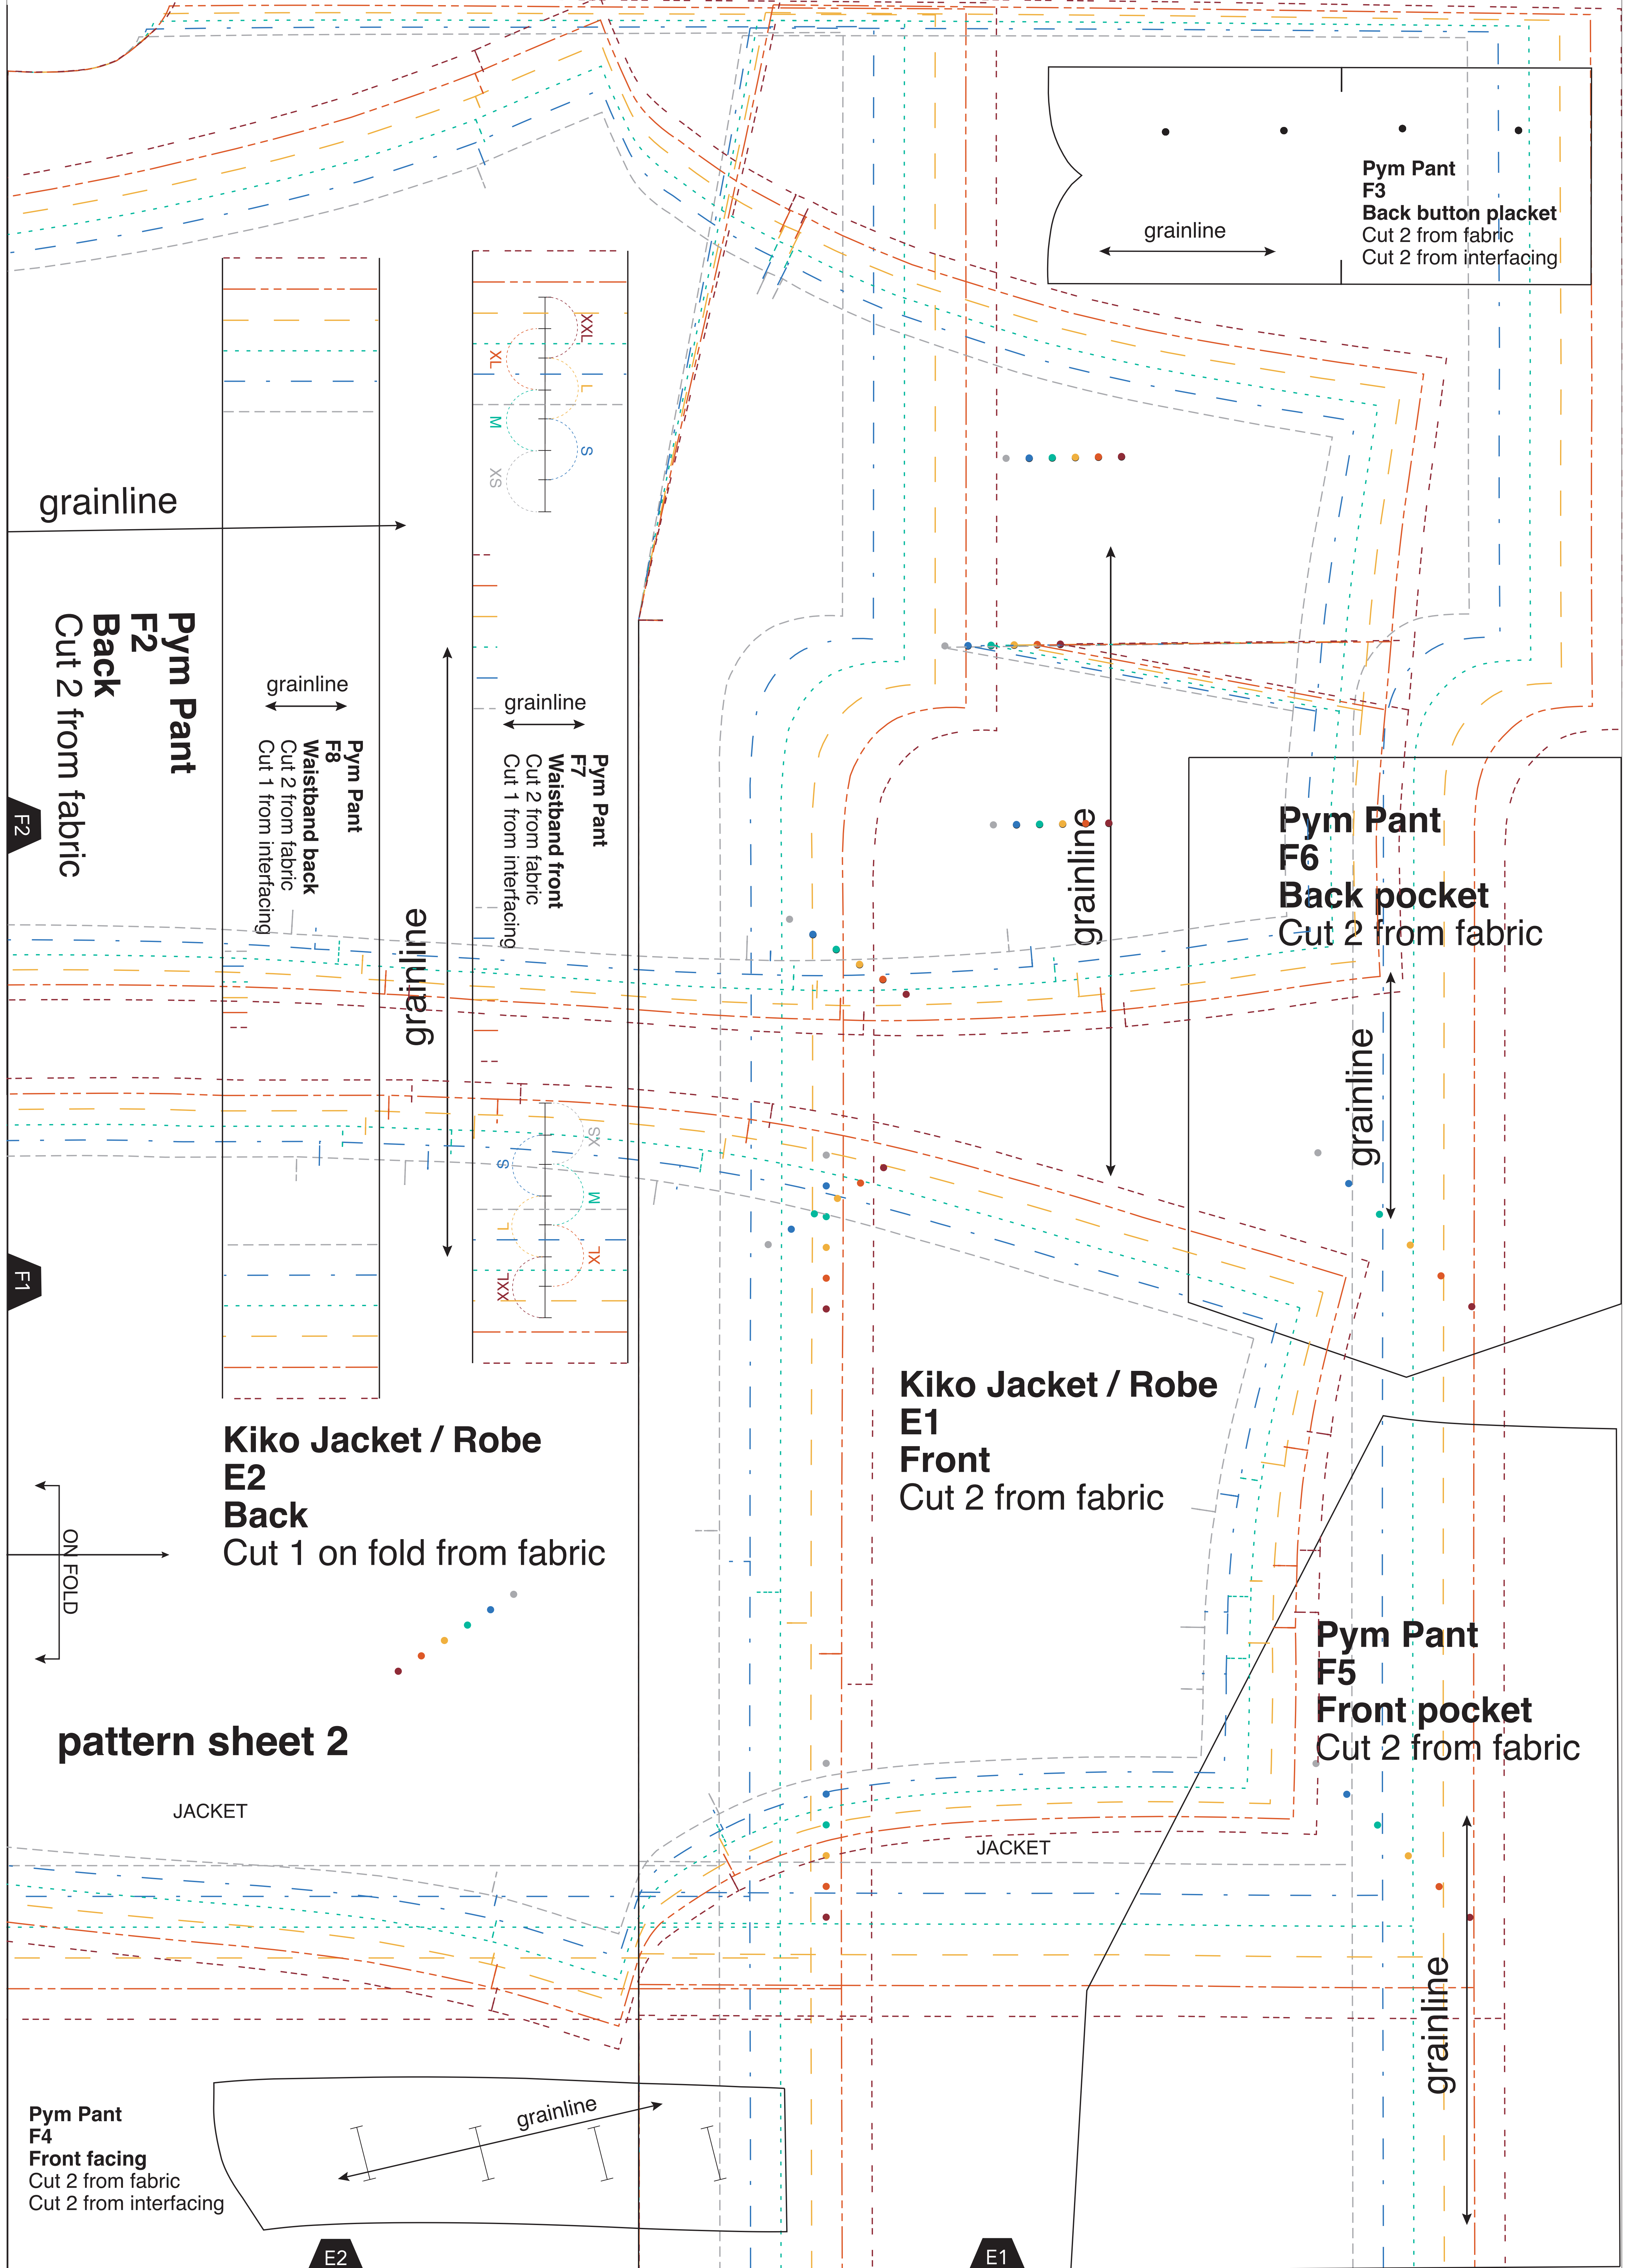 Pym Pant
F3
Back button placket
Cut 2 from fabric
Cut 2 from interfacing
grainline
XXL
XL
L
M
S
XS
grainline
Pym Pant
F2
Back
Cut 2 from fabric
F2
grainline
Pym Pant
F8
Waistband back
Cut 2 from fabric
Cut 1 from interfacing
grainline
grainline
Pym Pant
F7
Waistband front
Cut 2 from fabric
Cut 1 from interfacing
grainline
Pym Pant
F6
Back pocket
Cut 2 from fabric
grainline
XS
S
M
L
XL
XXL
F1
Kiko Jacket / Robe
E1
Front
Cut 2 from fabric
Kiko Jacket / Robe
E2
Back
Cut 1 on fold from fabric
ON FOLD
Pym Pant
F5
Front pocket
Cut 2 from fabric
pattern sheet 2
JACKET
JACKET
grainline
grainline
Pym Pant
F4
Front facing
Cut 2 from fabric
Cut 2 from interfacing
E2
E1